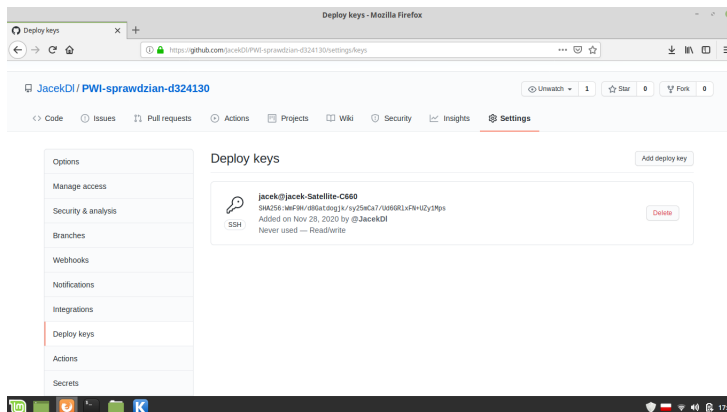 Deploy keys - Mozilla Firefox
Deploy keys
https://github.com/JacekDl/PWI-sprawdzian-d324130/settings/keys
JacekDl / PWI-sprawdzian-d324130
Unwatch 1 Star 0 Fork 0
Code Issues Pull requests Actions Projects Wiki Security Insights Settings
Options
Manage access
Security & analysis
Branches
Webhooks
Notifications
Integrations
Deploy keys
Actions
Secrets
Deploy keys
Add deploy key
jacek@jacek-Satellite-C660
SSH
Added on Nov 28, 2020 by @JacekDl
Never used — Read/write
Delete